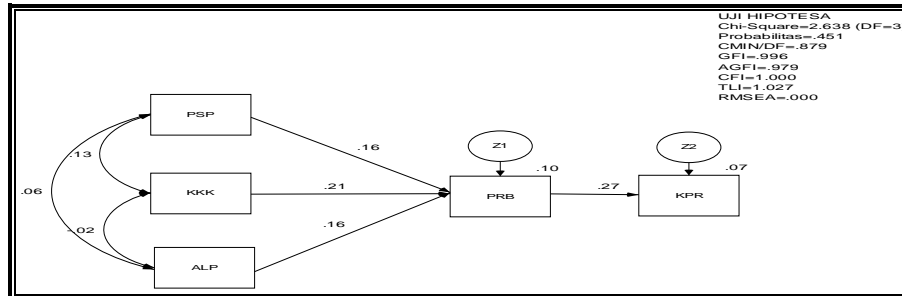 UJI HIPOTESA
Chi-Square=2.638 (DF=3
Probabilitas=.451
CMIN/DF=.879
GFI=.996
AGFI=.979
CFI=1.000
TLI=1.027
RMSEA=.000
PSP
Z1
Z2
.13
.16
.10
.07
.06
KKK
.21
PRB
.27
KPR
-.02
.16
ALP